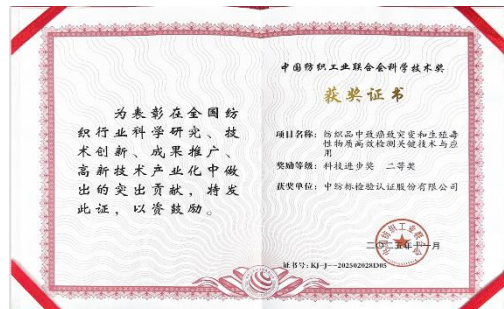 为表彰在全国纺
织行业科学研究、技
术创新、成果推广、
高新技术产业化中做
出的突出贡献,特发
此证,以资鼓励。
中国纺织工业联合会科学技术奖
获奖证书
项目名称:纺织品中致癌致突变和生殖毒
性物质高效检测关键技术与应
用
奖励等级:科技进步奖 二等奖
获奖单位:中纺标检验认证股份有限公司
二〇二五年十一月
证书号:KJ-J--202502028D05